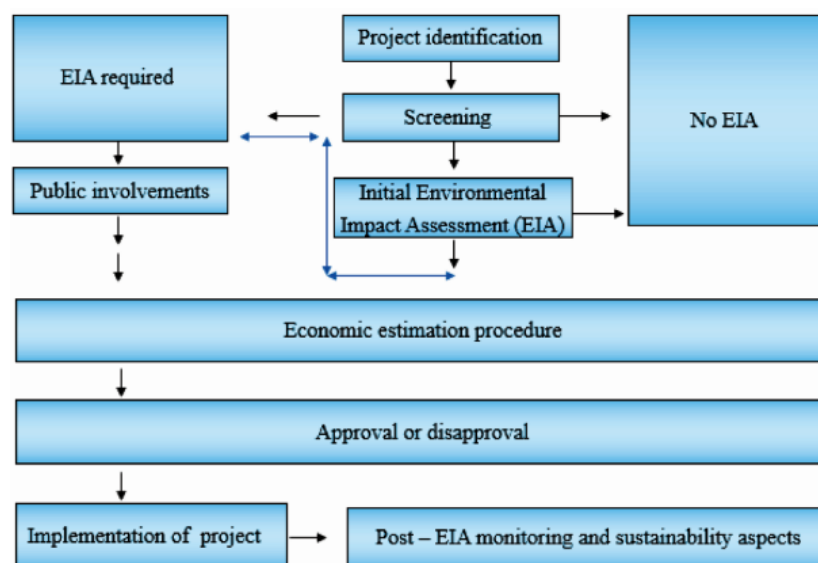 Project identification
EIA required
Screening
No EIA
Public involvements
Initial Environmental
Impact Assessment (EIA)
Economic estimation procedure
Approval or disapproval
Implementation of project
Post – EIA monitoring and sustainability aspects